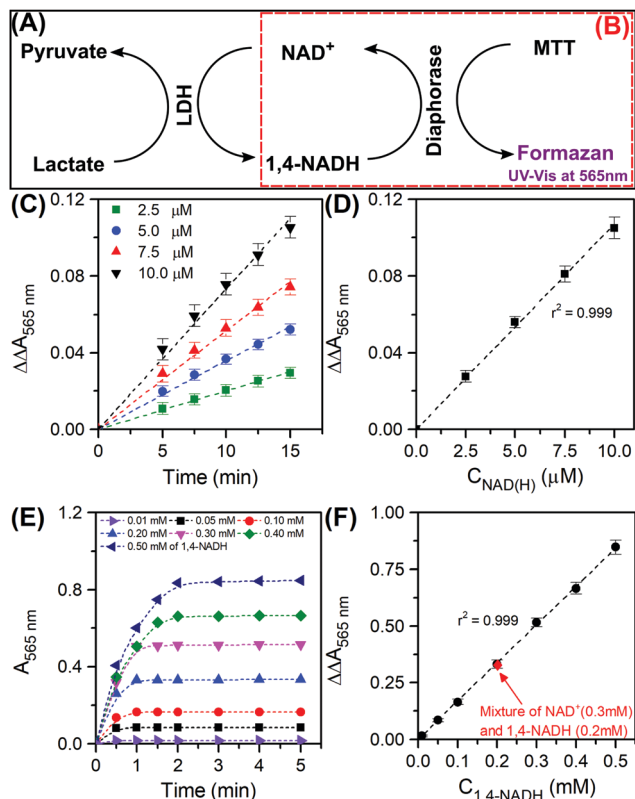 (A)
(B)
Pyruvate
NAD⁺
MTT
LDH
Diaphorase
Lactate
1,4-NADH
Formazan
UV-Vis at 565nm
(C)
0.12
0.08
0.04
0.00
ΔΔA565 nm
2.5 μM
5.0 μM
7.5 μM
10.0 μM
0 5 10 15
Time (min)
(D)
0.12
0.08
0.04
0.00
ΔΔA565 nm
r² = 0.999
0.0 2.5 5.0 7.5 10.0
CNAD(H) (μM)
(E)
1.2
0.8
0.4
0.0
A565 nm
0.01 mM 0.05 mM 0.10 mM
0.20 mM 0.30 mM 0.40 mM
0.50 mM of 1,4-NADH
0 1 2 3 4 5
Time (min)
(F)
1.00
0.75
0.50
0.25
0.00
ΔΔA565 nm
r² = 0.999
Mixture of NAD⁺(0.3mM)
and 1,4-NADH (0.2mM)
0.0 0.1 0.2 0.3 0.4 0.5
C1,4-NADH (mM)